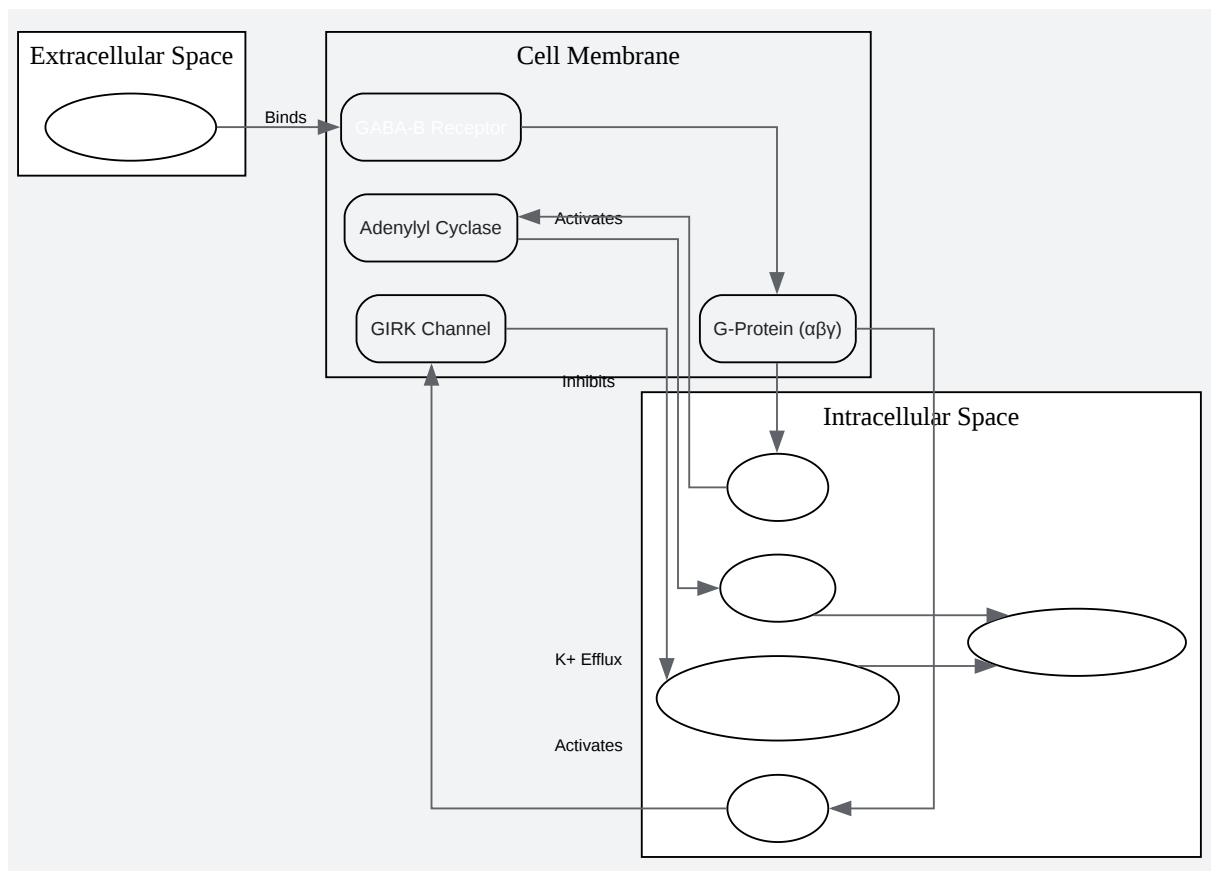 Extracellular Space
Cell Membrane
Binds
GABA-B Receptor
Adenylyl Cyclase
Activates
GIRK Channel
G-Protein (αβγ)
Inhibits
Intracellular Space
K+ Efflux
Activates